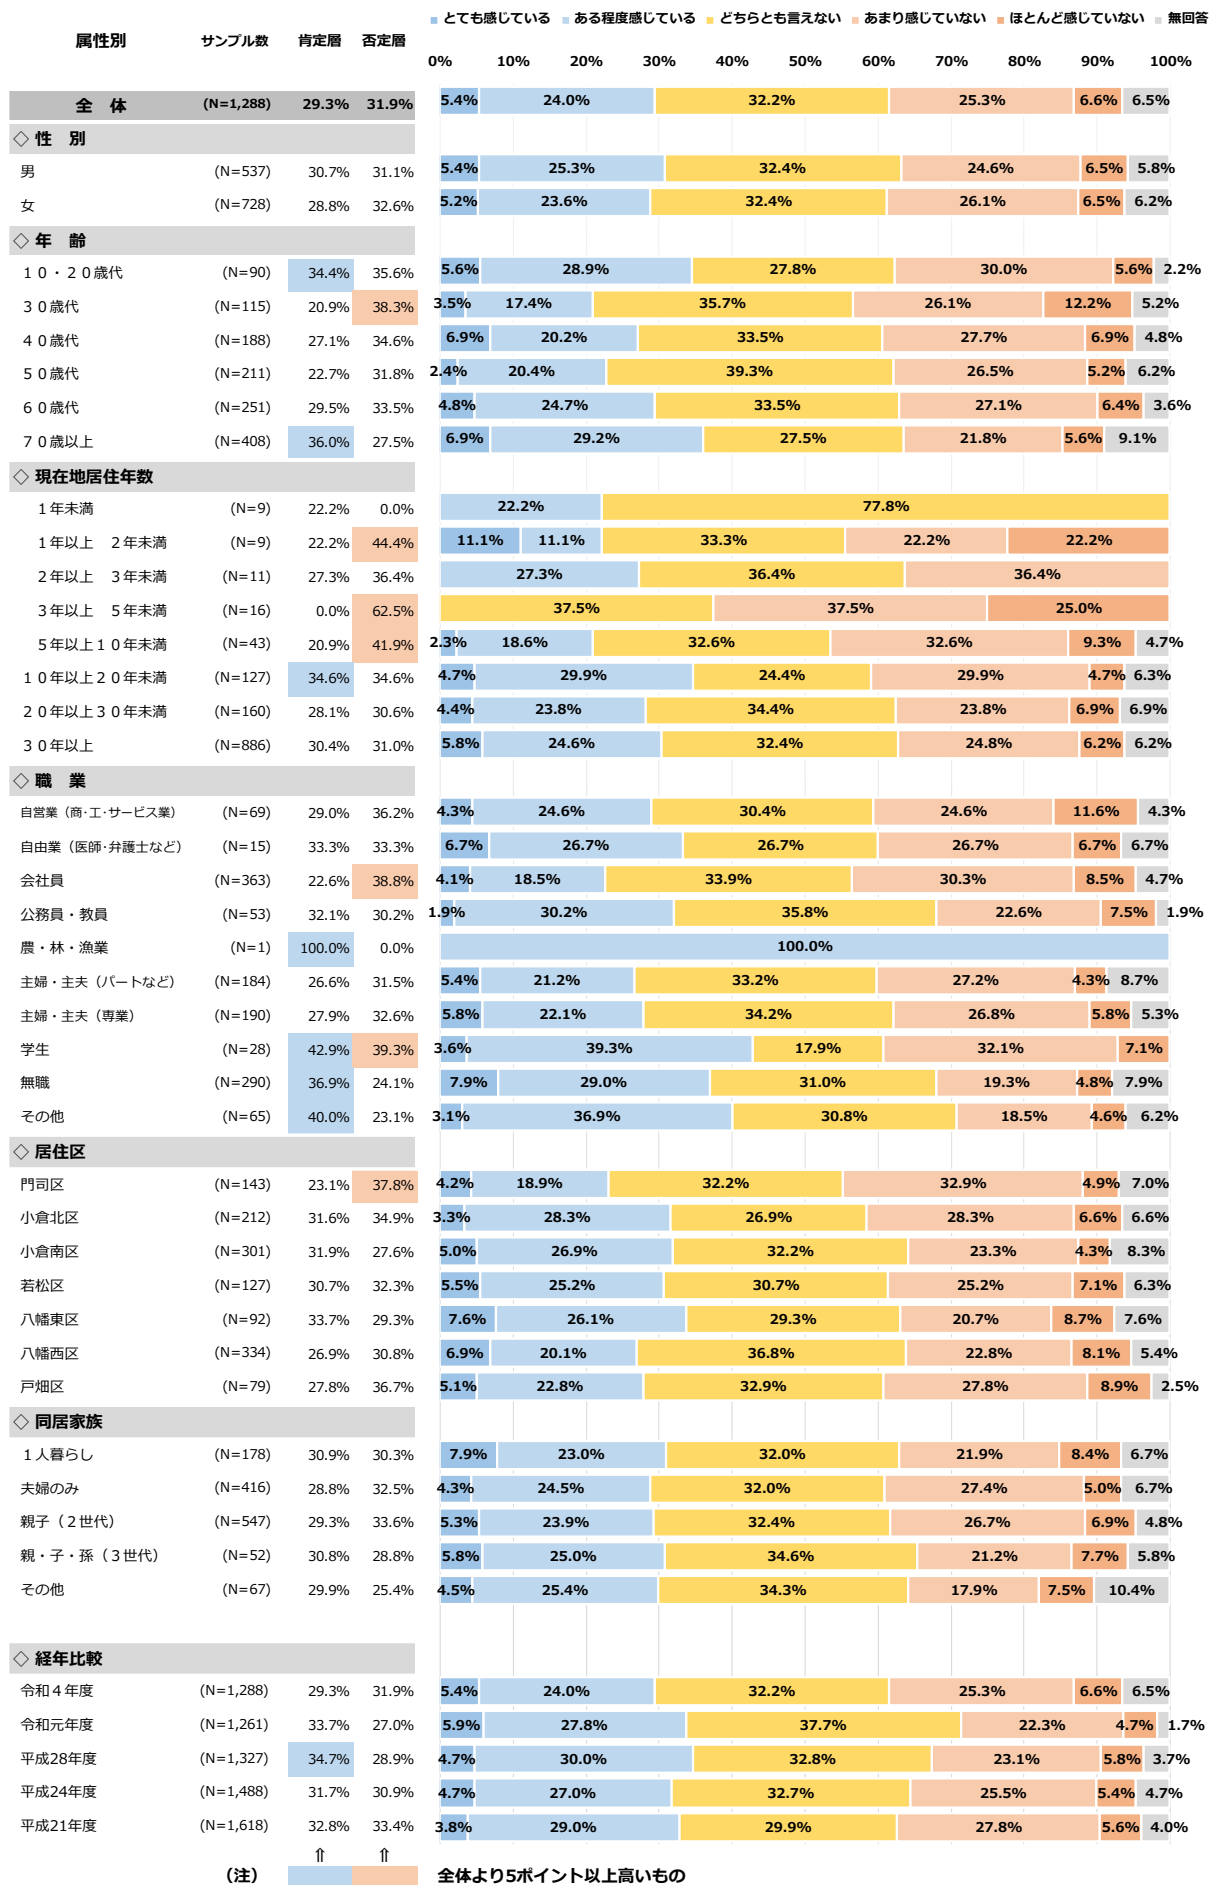 ■ とても感じている ■ ある程度感じている ■ どちらとも言えない ■ あまり感じていない ■ ほとんど感じていない ■ 無回答
属性別 サンプル数 肯定層 否定層
0% 10% 20% 30% 40% 50% 60% 70% 80% 90% 100%
全　体 (N=1,288) 29.3% 31.9% 5.4% 24.0% 32.2% 25.3% 6.6% 6.5%
◇ 性　別
男 (N=537) 30.7% 31.1% 5.4% 25.3% 32.4% 24.6% 6.5% 5.8%
女 (N=728) 28.8% 32.6% 5.2% 23.6% 32.4% 26.1% 6.5% 6.2%
◇ 年　齢
１０・２０歳代 (N=90) 34.4% 35.6% 5.6% 28.9% 27.8% 30.0% 5.6% 2.2%
３０歳代 (N=115) 20.9% 38.3% 3.5% 17.4% 35.7% 26.1% 12.2% 5.2%
４０歳代 (N=188) 27.1% 34.6% 6.9% 20.2% 33.5% 27.7% 6.9% 4.8%
５０歳代 (N=211) 22.7% 31.8% 2.4% 20.4% 39.3% 26.5% 5.2% 6.2%
６０歳代 (N=251) 29.5% 33.5% 4.8% 24.7% 33.5% 27.1% 6.4% 3.6%
７０歳以上 (N=408) 36.0% 27.5% 6.9% 29.2% 27.5% 21.8% 5.6% 9.1%
◇ 現在地居住年数
１年未満 (N=9) 22.2% 0.0% 22.2% 77.8%
１年以上　２年未満 (N=9) 22.2% 44.4% 11.1% 11.1% 33.3% 22.2% 22.2%
２年以上　３年未満 (N=11) 27.3% 36.4% 27.3% 36.4% 36.4%
３年以上　５年未満 (N=16) 0.0% 62.5% 37.5% 37.5% 25.0%
５年以上１０年未満 (N=43) 20.9% 41.9% 2.3% 18.6% 32.6% 32.6% 9.3% 4.7%
１０年以上２０年未満 (N=127) 34.6% 34.6% 4.7% 29.9% 24.4% 29.9% 4.7% 6.3%
２０年以上３０年未満 (N=160) 28.1% 30.6% 4.4% 23.8% 34.4% 23.8% 6.9% 6.9%
３０年以上 (N=886) 30.4% 31.0% 5.8% 24.6% 32.4% 24.8% 6.2% 6.2%
◇ 職　業
自営業（商･工･サービス業） (N=69) 29.0% 36.2% 4.3% 24.6% 30.4% 24.6% 11.6% 4.3%
自由業（医師･弁護士など） (N=15) 33.3% 33.3% 6.7% 26.7% 26.7% 26.7% 6.7% 6.7%
会社員 (N=363) 22.6% 38.8% 4.1% 18.5% 33.9% 30.3% 8.5% 4.7%
公務員・教員 (N=53) 32.1% 30.2% 1.9% 30.2% 35.8% 22.6% 7.5% 1.9%
農・林・漁業 (N=1) 100.0% 0.0% 100.0%
主婦・主夫（パートなど） (N=184) 26.6% 31.5% 5.4% 21.2% 33.2% 27.2% 4.3% 8.7%
主婦・主夫（専業） (N=190) 27.9% 32.6% 5.8% 22.1% 34.2% 26.8% 5.8% 5.3%
学生 (N=28) 42.9% 39.3% 3.6% 39.3% 17.9% 32.1% 7.1%
無職 (N=290) 36.9% 24.1% 7.9% 29.0% 31.0% 19.3% 4.8% 7.9%
その他 (N=65) 40.0% 23.1% 3.1% 36.9% 30.8% 18.5% 4.6% 6.2%
◇ 居住区
門司区 (N=143) 23.1% 37.8% 4.2% 18.9% 32.2% 32.9% 4.9% 7.0%
小倉北区 (N=212) 31.6% 34.9% 3.3% 28.3% 26.9% 28.3% 6.6% 6.6%
小倉南区 (N=301) 31.9% 27.6% 5.0% 26.9% 32.2% 23.3% 4.3% 8.3%
若松区 (N=127) 30.7% 32.3% 5.5% 25.2% 30.7% 25.2% 7.1% 6.3%
八幡東区 (N=92) 33.7% 29.3% 7.6% 26.1% 29.3% 20.7% 8.7% 7.6%
八幡西区 (N=334) 26.9% 30.8% 6.9% 20.1% 36.8% 22.8% 8.1% 5.4%
戸畑区 (N=79) 27.8% 36.7% 5.1% 22.8% 32.9% 27.8% 8.9% 2.5%
◇ 同居家族
１人暮らし (N=178) 30.9% 30.3% 7.9% 23.0% 32.0% 21.9% 8.4% 6.7%
夫婦のみ (N=416) 28.8% 32.5% 4.3% 24.5% 32.0% 27.4% 5.0% 6.7%
親子（２世代） (N=547) 29.3% 33.6% 5.3% 23.9% 32.4% 26.7% 6.9% 4.8%
親・子・孫（３世代） (N=52) 30.8% 28.8% 5.8% 25.0% 34.6% 21.2% 7.7% 5.8%
その他 (N=67) 29.9% 25.4% 4.5% 25.4% 34.3% 17.9% 7.5% 10.4%
◇ 経年比較
令和４年度 (N=1,288) 29.3% 31.9% 5.4% 24.0% 32.2% 25.3% 6.6% 6.5%
令和元年度 (N=1,261) 33.7% 27.0% 5.9% 27.8% 37.7% 22.3% 4.7% 1.7%
平成28年度 (N=1,327) 34.7% 28.9% 4.7% 30.0% 32.8% 23.1% 5.8% 3.7%
平成24年度 (N=1,488) 31.7% 30.9% 4.7% 27.0% 32.7% 25.5% 5.4% 4.7%
平成21年度 (N=1,618) 32.8% 33.4% 3.8% 29.0% 29.9% 27.8% 5.6% 4.0%
⇑ ⇑
（注） 全体より5ポイント以上高いもの